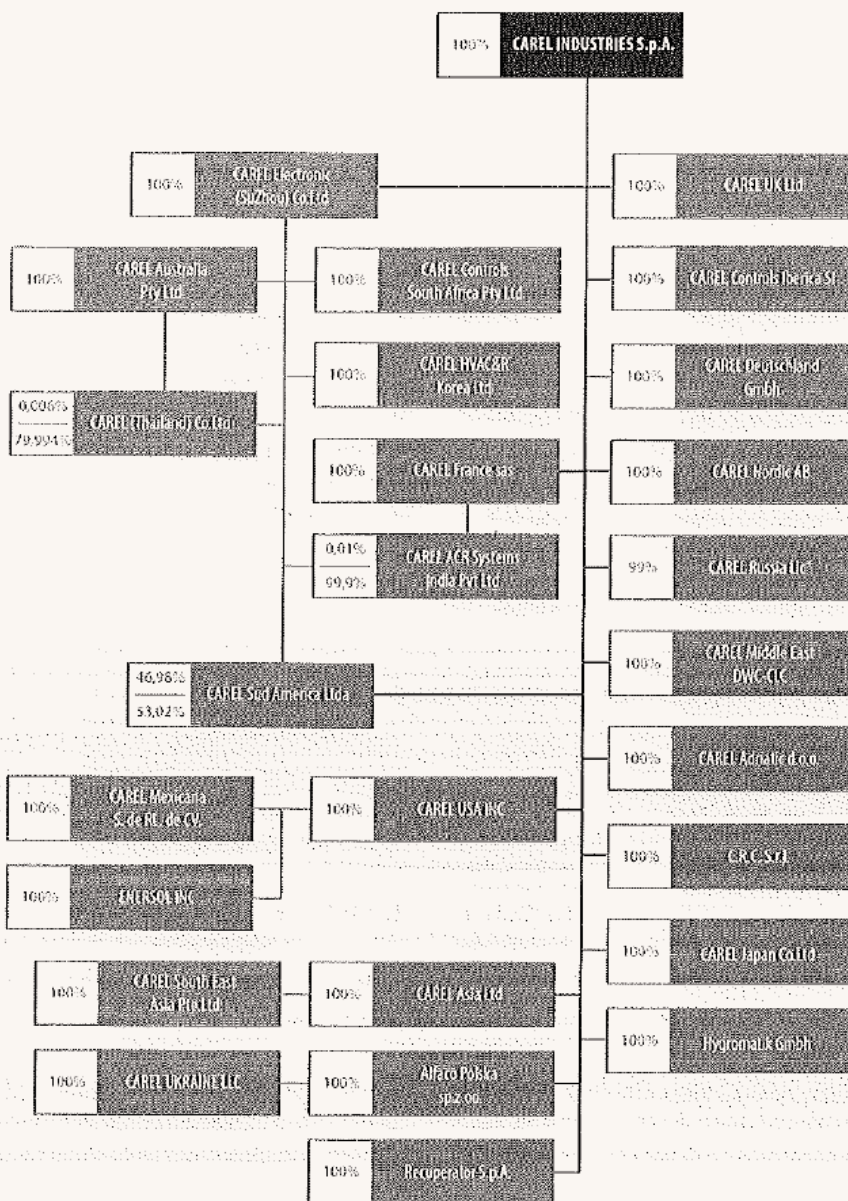 100% CAREL INDUSTRIES S.p.A.
100% CAREL Electronic
(SuZhou) Co Ltd
100% CAREL UK Ltd
100% CAREL Australia
Pty Ltd
100% CAREL Controls
South Africa Pty Ltd
100% CAREL Controls Iberica Sl
100% CAREL HVAC&R
Korea Ltd
100% CAREL Deutschland
Gmbh
0,006%
79,994%
CAREL (Thailand) Co Ltd
100% CAREL France sas
100% CAREL Nordic AB
0,01%
99,9%
CAREL ACR Systems
India Pvt Ltd
99% CAREL Russia Llc
100% CAREL Middle East
DWC-LLC
46,98%
53,02%
CAREL Sud America Ltda
100% CAREL Adriatic d.o.o.
100% CAREL Mexicana
S. de RL. de CV.
100% CAREL USA INC
100% C.R.C. S.r.l.
100% ENERSOL INC
100% CAREL Japan Co Ltd
100% CAREL South East
Asia Pte.Ltd
100% CAREL Asia Ltd
100% Hygromatik Gmbh
100% CAREL UKRAINE LLC
100% Alfaco Polska
sp.z.oo.
100% Recuperator S.p.A.